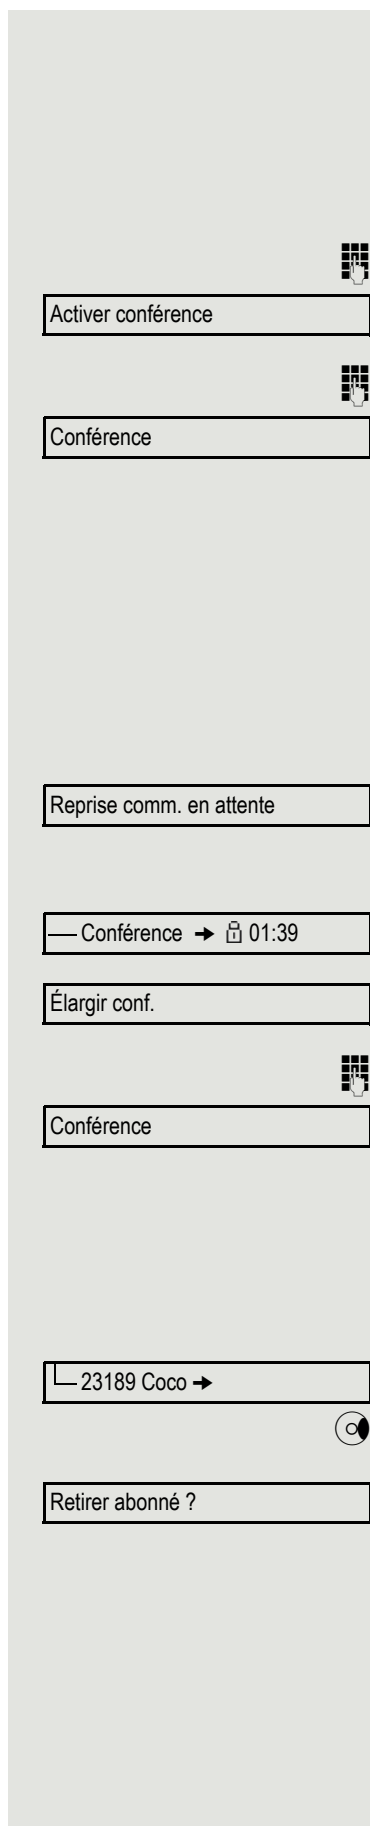 Activer conférence
Conférence
Reprise comm. en attente
Conférence ➜ 01:39
Élargir conf.
Conférence
23189 Coco ➜
Retirer abonné ?